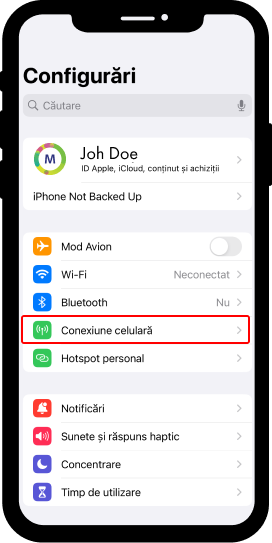 Configurări
Căutare
M
Joh Doe
ID Apple, iCloud, conținut și achiziții
iPhone Not Backed Up
Mod Avion
Wi-Fi Neconectat
Bluetooth Nu
Conexiune celulară
Hotspot personal
Notificări
Sunete și răspuns haptic
Concentrare
Timp de utilizare